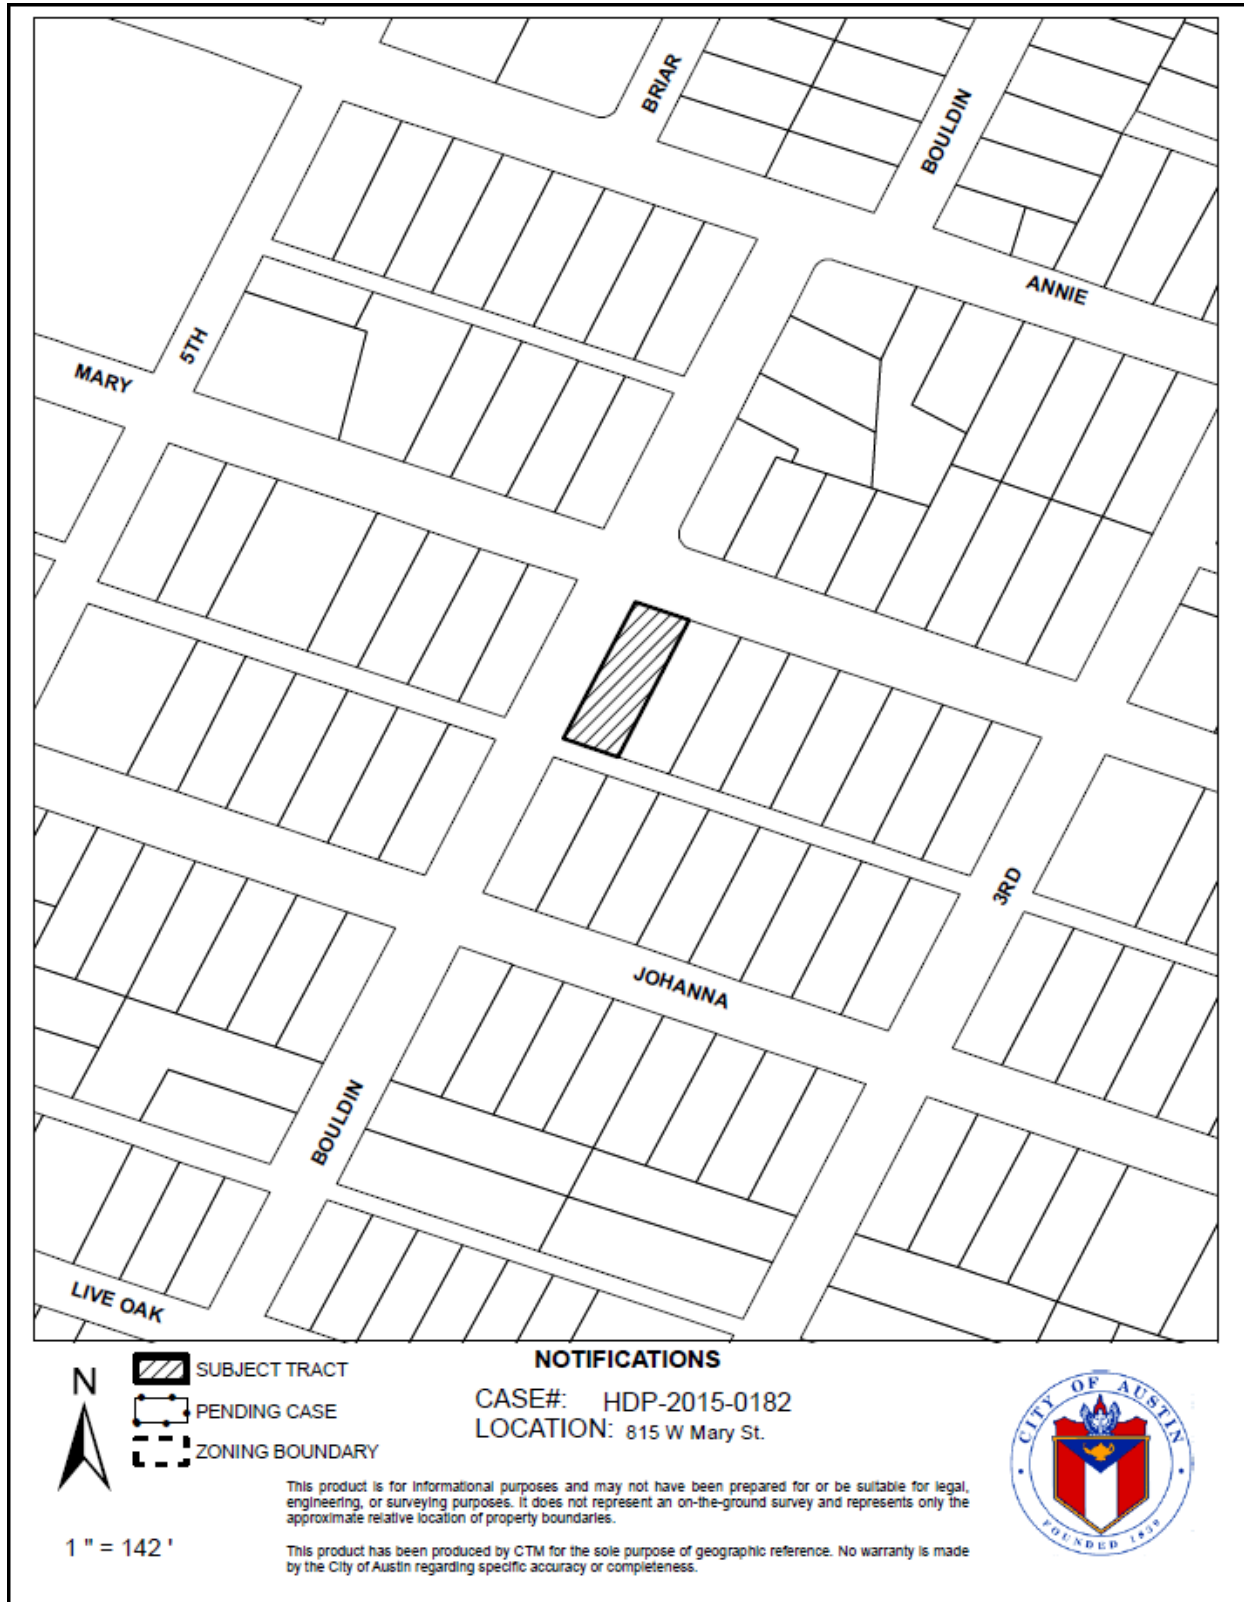 BRIAR
BOULDIN
ANNIE
5TH
MARY
3RD
JOHANNA
BOULDIN
LIVE OAK
N
1 " = 142 '
SUBJECT TRACT
PENDING CASE
ZONING BOUNDARY
NOTIFICATIONS
CASE#: HDP-2015-0182
LOCATION: 815 W Mary St.
This product is for informational purposes and may not have been prepared for or be suitable for legal,
engineering, or surveying purposes. It does not represent an on-the-ground survey and represents only the
approximate relative location of property boundaries.
This product has been produced by CTM for the sole purpose of geographic reference. No warranty is made
by the City of Austin regarding specific accuracy or completeness.
CITY OF AUSTIN
FOUNDED 1839